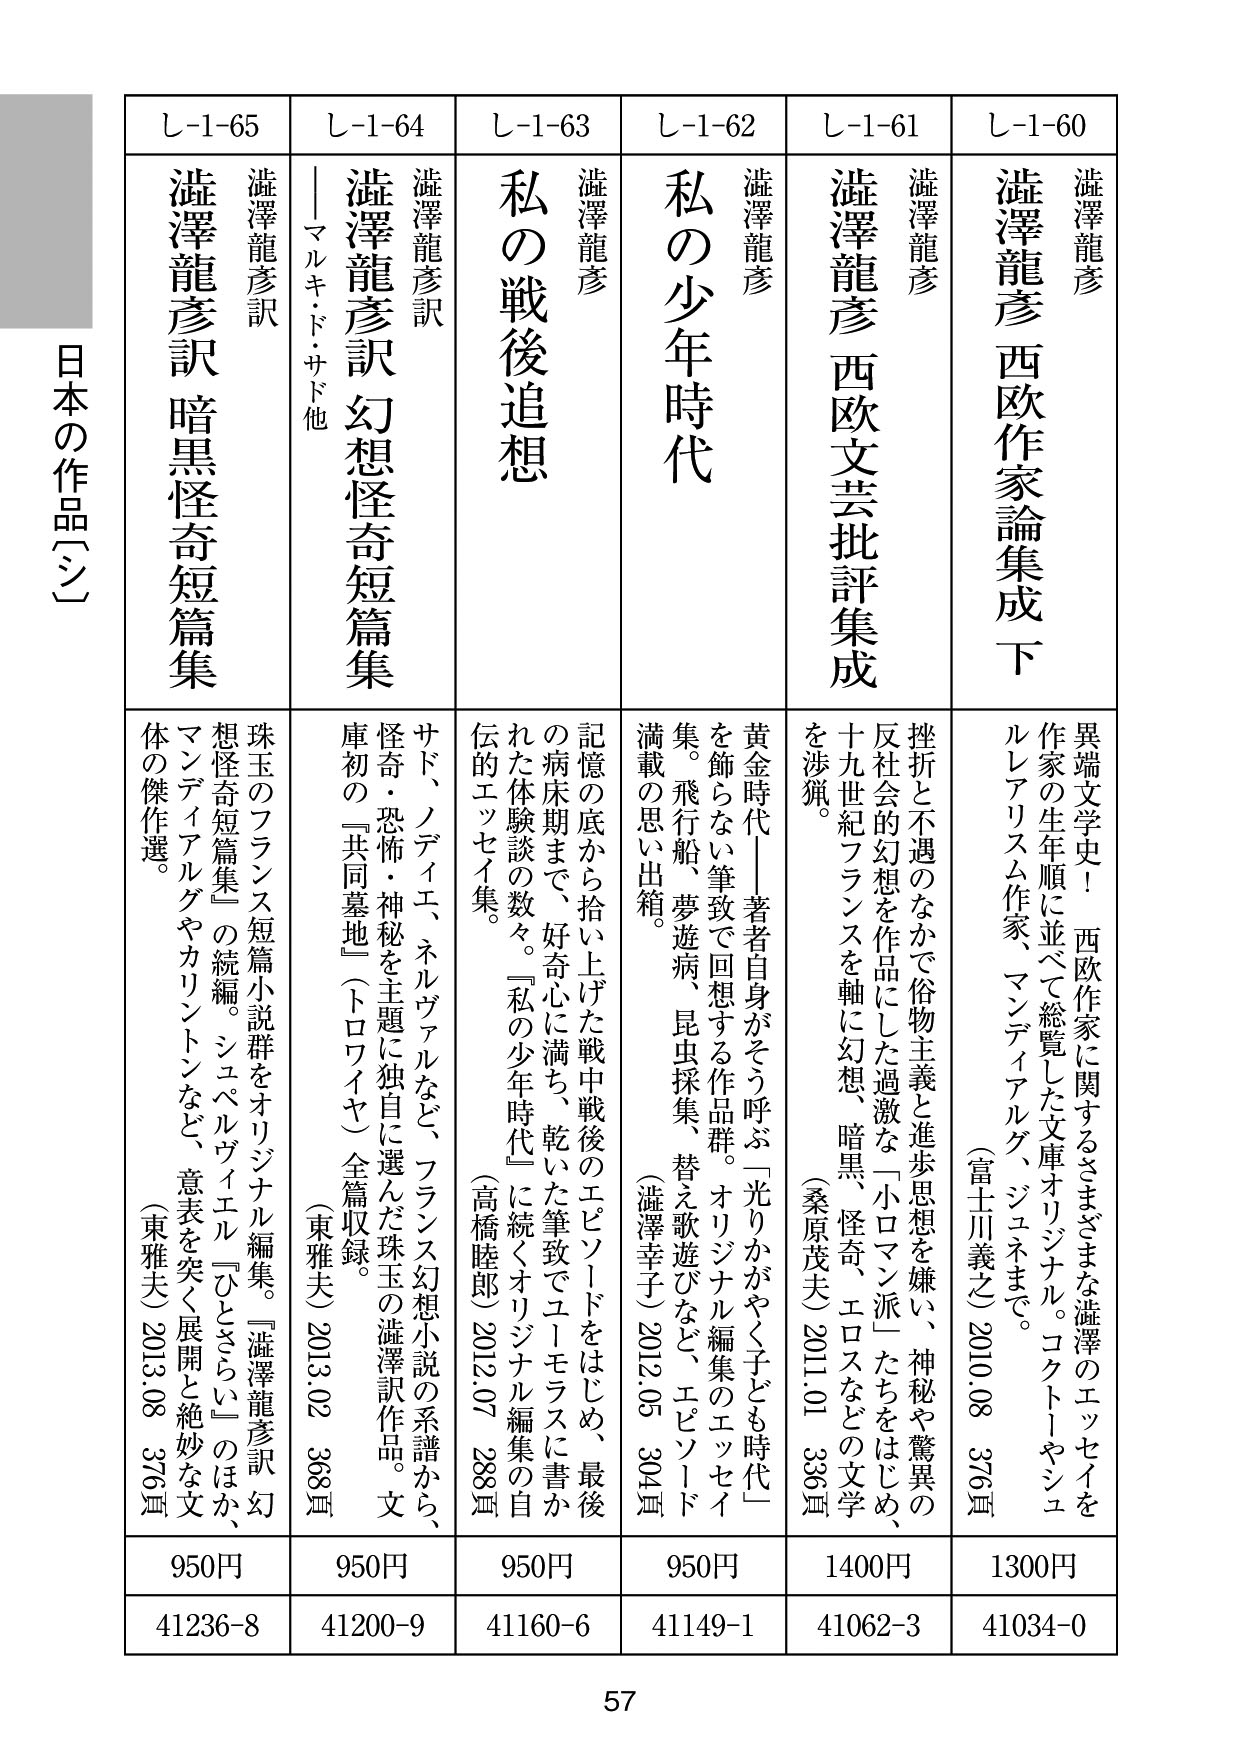 し-1-60
澁澤龍彥
澁澤龍彥 西欧作家論集成 下
異端文学史！　西欧作家に関するさまざまな澁澤のエッセイを
作家の生年順に並べて総覧した文庫オリジナル。コクトーやシュ
ルレアリスム作家、マンディアルグ、ジュネまで。
（富士川義之）2010.08　376頁
1300円
41034-0
し-1-61
澁澤龍彥
澁澤龍彥 西欧文芸批評集成
挫折と不遇のなかで俗物主義と進歩思想を嫌い、神秘や驚異の
反社会的幻想を作品にした過激な「小ロマン派」たちをはじめ、
十九世紀フランスを軸に幻想、暗黒、怪奇、エロスなどの文学
を渉猟。
（桑原茂夫）2011.01　336頁
1400円
41062-3
し-1-62
澁澤龍彥
私の少年時代
黄金時代――著者自身がそう呼ぶ「光りかがやく子ども時代」
を飾らない筆致で回想する作品群。オリジナル編集のエッセイ
集。飛行船、夢遊病、昆虫採集、替え歌遊びなど、エピソード
満載の思い出箱。
（澁澤幸子）2012.05　304頁
950円
41149-1
し-1-63
澁澤龍彥
私の戦後追想
記憶の底から拾い上げた戦中戦後のエピソードをはじめ、最後
の病床期まで、好奇心に満ち、乾いた筆致でユーモラスに書か
れた体験談の数々。『私の少年時代』に続くオリジナル編集の自
伝的エッセイ集。
（高橋睦郎）2012.07　288頁
950円
41160-6
し-1-64
澁澤龍彥訳
澁澤龍彥訳 幻想怪奇短篇集
――マルキ・ド・サド他
サド、ノディエ、ネルヴァルなど、フランス幻想小説の系譜から、
怪奇・恐怖・神秘を主題に独自に選んだ珠玉の澁澤訳作品。文
庫初の『共同墓地』（トロワイヤ）全篇収録。
（東雅夫）2013.02　368頁
950円
41200-9
し-1-65
澁澤龍彥訳
澁澤龍彥訳 暗黒怪奇短篇集
珠玉のフランス短篇小説群をオリジナル編集。『澁澤龍彥訳 幻
想怪奇短篇集』の続編。シュペルヴィエル『ひとさらい』のほか、
マンディアルグやカリントンなど、意表を突く展開と絶妙な文
体の傑作選。
（東雅夫）2013.08　376頁
950円
41236-8
日本の作品〔シ〕
57